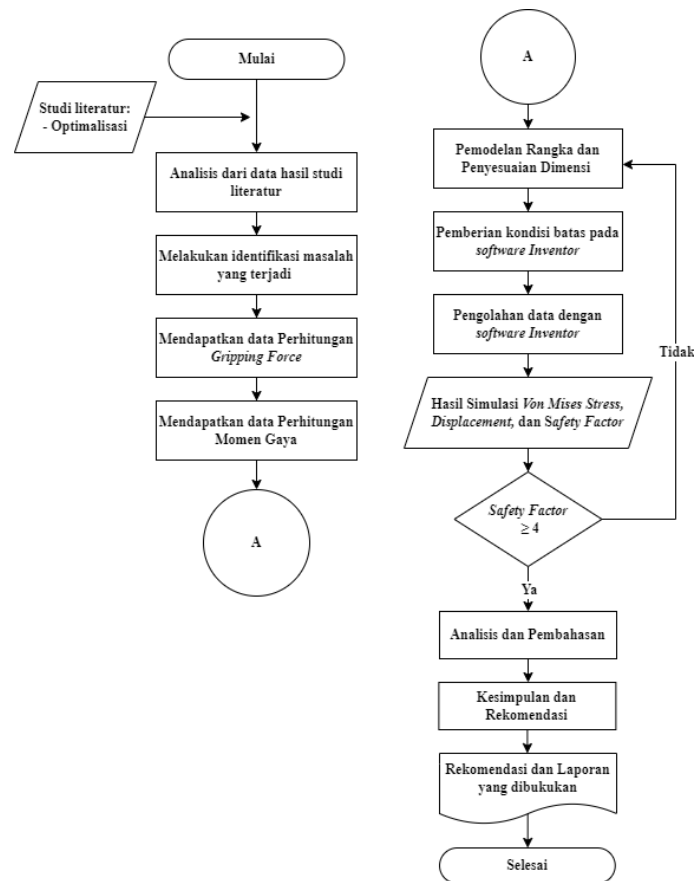 Mulai
Studi literatur:
- Optimalisasi
Analisis dari data hasil studi
literatur
Melakukan identifikasi masalah
yang terjadi
Mendapatkan data Perhitungan
Gripping Force
Mendapatkan data Perhitungan
Momen Gaya
A
A
Pemodelan Rangka dan
Penyesuaian Dimensi
Pemberian kondisi batas pada
software Inventor
Pengolahan data dengan
software Inventor
Tidak
Hasil Simulasi Von Mises Stress,
Displacement, dan Safety Factor
Safety Factor
≥ 4
Ya
Analisis dan Pembahasan
Kesimpulan dan
Rekomendasi
Rekomendasi dan Laporan
yang dibukukan
Selesai